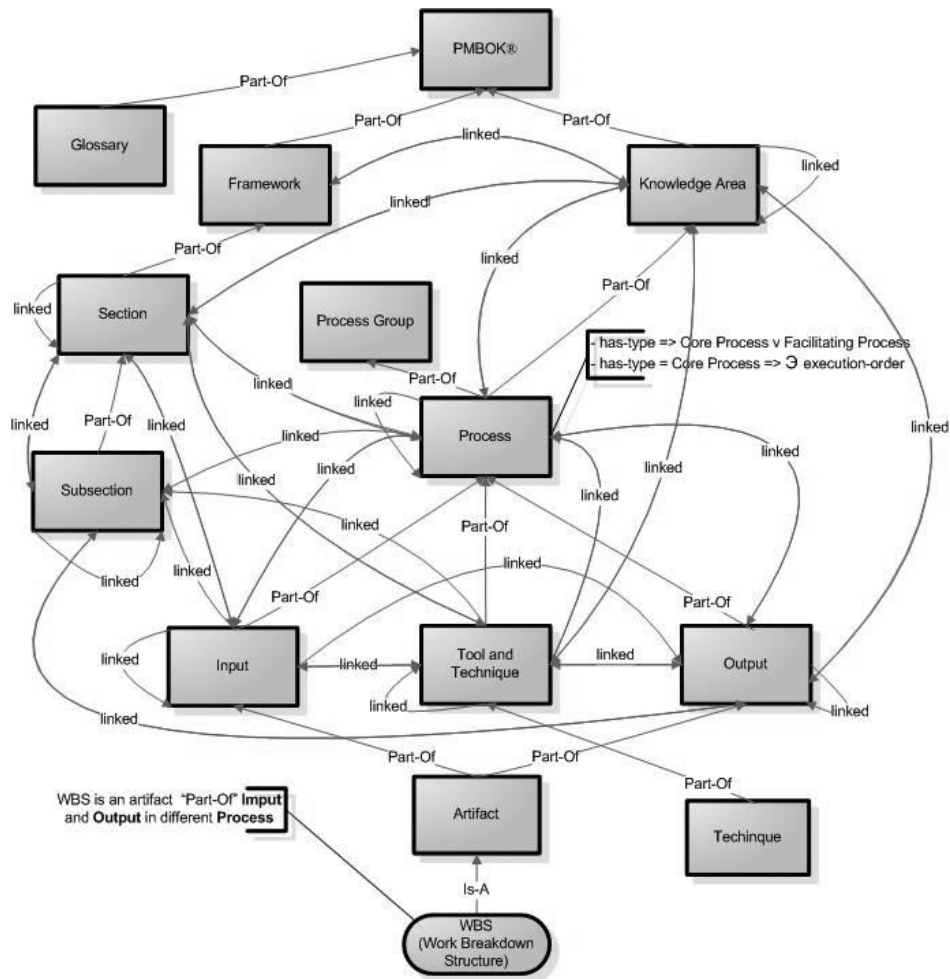 PMBOK®
Part-Of
Glossary
Part-Of
Part-Of
linked
Framework
Knowledge Area
linked
linked
Part-Of
linked
Part-Of
Section
linked
Process Group
- has-type => Core Process v Facilitating Process
- has-type = Core Process => Э execution-order
Part-Of
linked
linked
linked
Part-Of
linked
linked
Process
linked
linked
linked
Subsection
linked
linked
linked
Part-Of
linked
linked
linked
linked
Part-Of
Part-Of
Input
linked
linked
Tool and
Technique
linked
Output
linked
linked
linked
Part-Of
Part-Of
Part-Of
WBS is an artifact "Part-Of" Input
and Output in different Process
Artifact
Techinque
Is-A
WBS
(Work Breakdown
Structure)